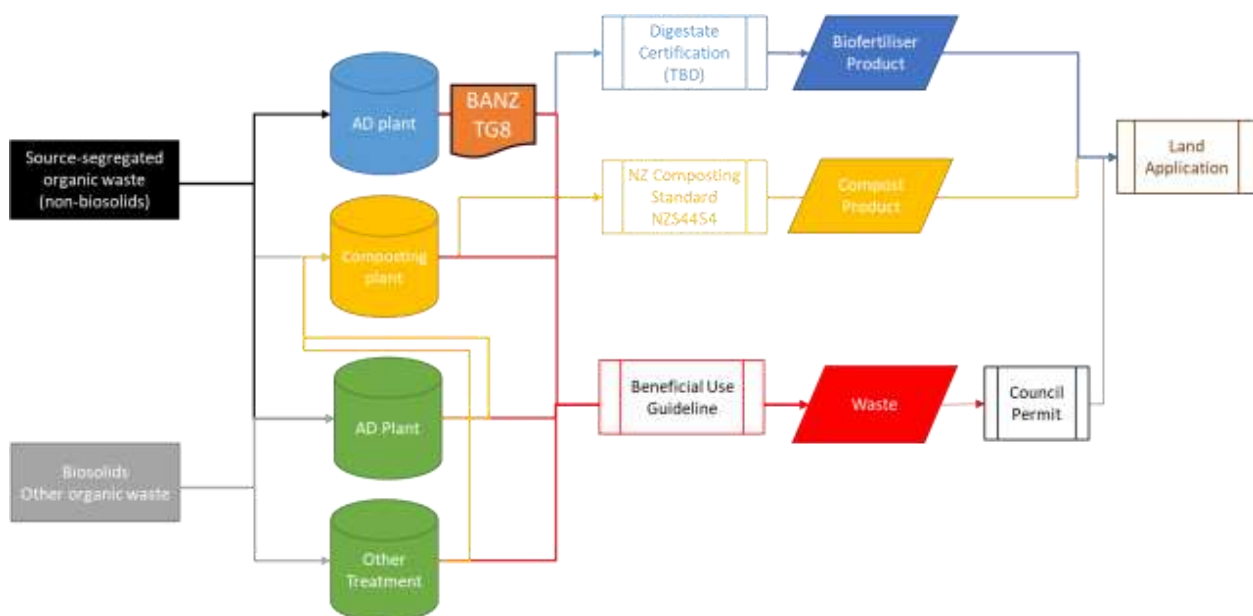 Source-segregated
organic waste
(non-biosolids)
Biosolids
Other organic waste
AD plant
BANZ
TG8
Composting
plant
AD Plant
Other
Treatment
Digestate
Certification
(TBD)
Biofertiliser
Product
NZ Composting
Standard
NZS4454
Compost
Product
Beneficial Use
Guideline
Waste
Council
Permit
Land
Application